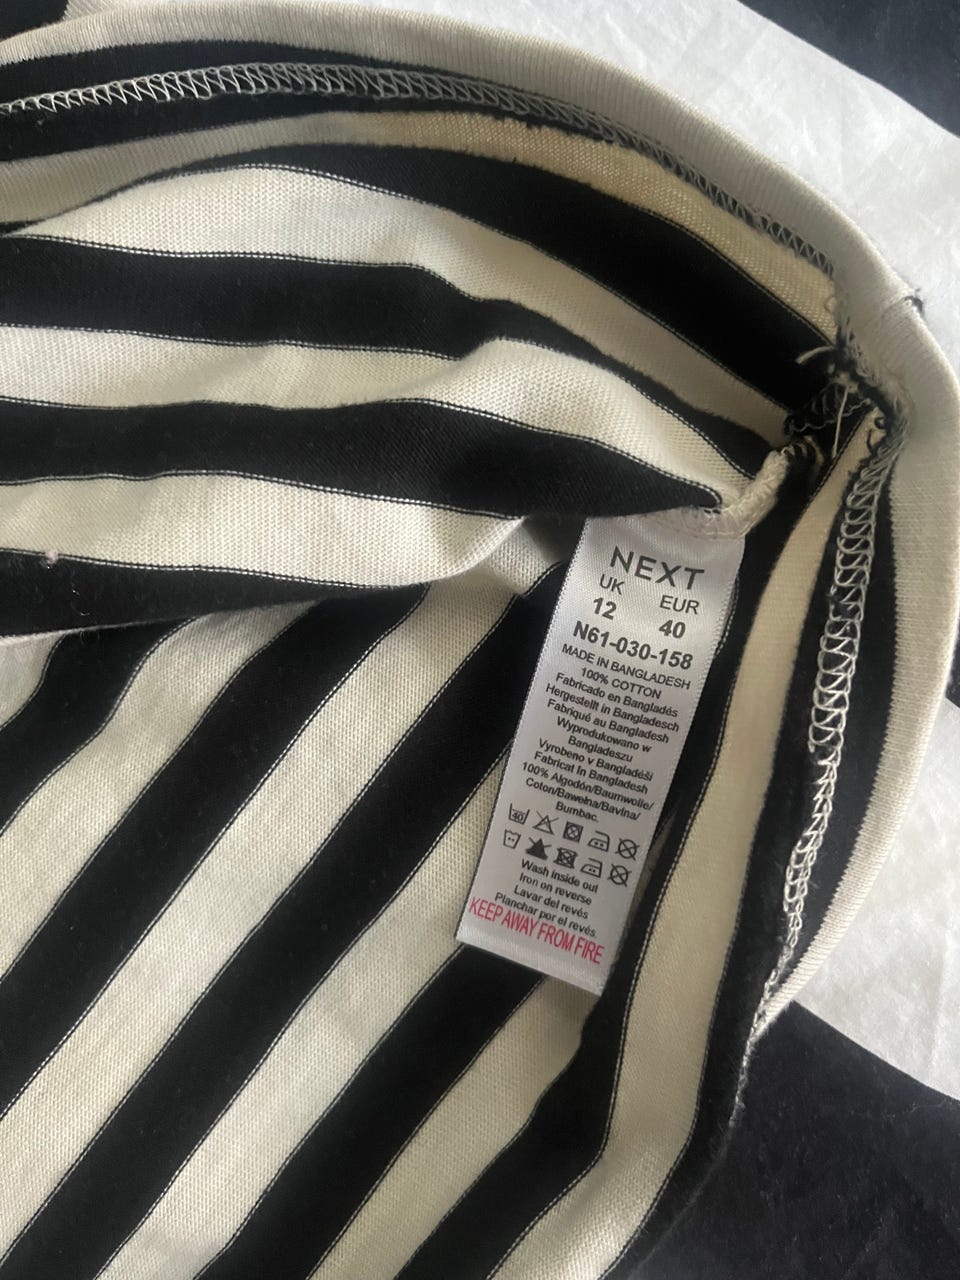 NEXT
UK EUR
12 40
N61-030-158
MADE IN BANGLADESH
100% COTTON
Fabricado en Bangladés
Hergestellt in Bangladesch
Fabriqué au Bangladesh
Wyprodukowano w
Bangladeszu
Vyrobeno v Bangladéši
Fabricat în Bangladesh
100% Algodón/Baumwolle/
Coton/Bawełna/Bavlna/
Bumbac.
40
Wash inside out
Iron on reverse
Lavar del revés
Planchar por el revés.
KEEP AWAY FROM FIRE